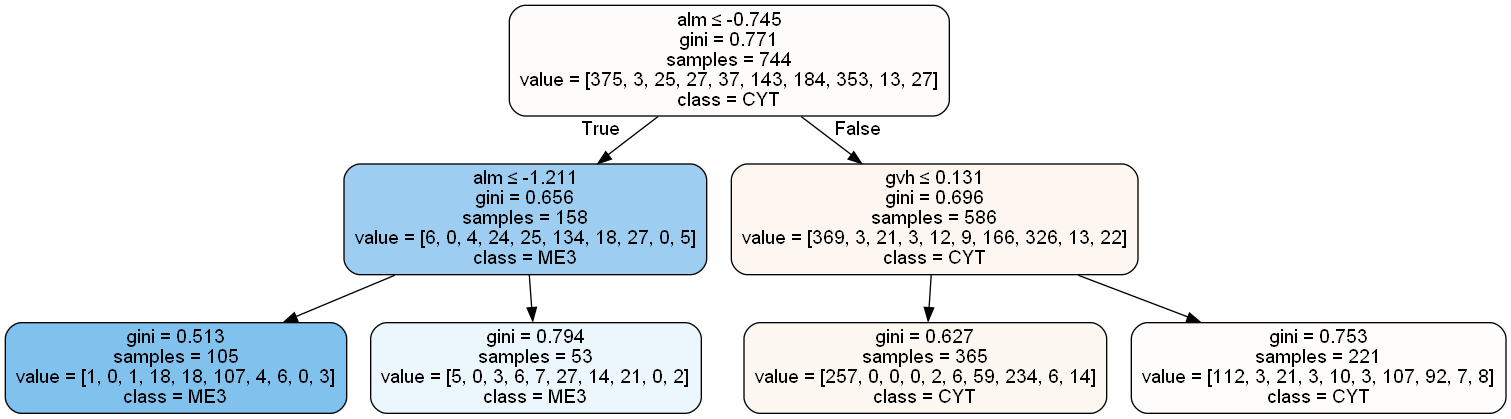 alm ≤ -0.745
gini = 0.771
samples = 744
value = [375, 3, 25, 27, 37, 143, 184, 353, 13, 27]
class = CYT
True
False
alm ≤ -1.211
gini = 0.656
samples = 158
value = [6, 0, 4, 24, 25, 134, 18, 27, 0, 5]
class = ME3
gvh ≤ 0.131
gini = 0.696
samples = 586
value = [369, 3, 21, 3, 12, 9, 166, 326, 13, 22]
class = CYT
gini = 0.513
samples = 105
value = [1, 0, 1, 18, 18, 107, 4, 6, 0, 3]
class = ME3
gini = 0.794
samples = 53
value = [5, 0, 3, 6, 7, 27, 14, 21, 0, 2]
class = ME3
gini = 0.627
samples = 365
value = [257, 0, 0, 0, 2, 6, 59, 234, 6, 14]
class = CYT
gini = 0.753
samples = 221
value = [112, 3, 21, 3, 10, 3, 107, 92, 7, 8]
class = CYT